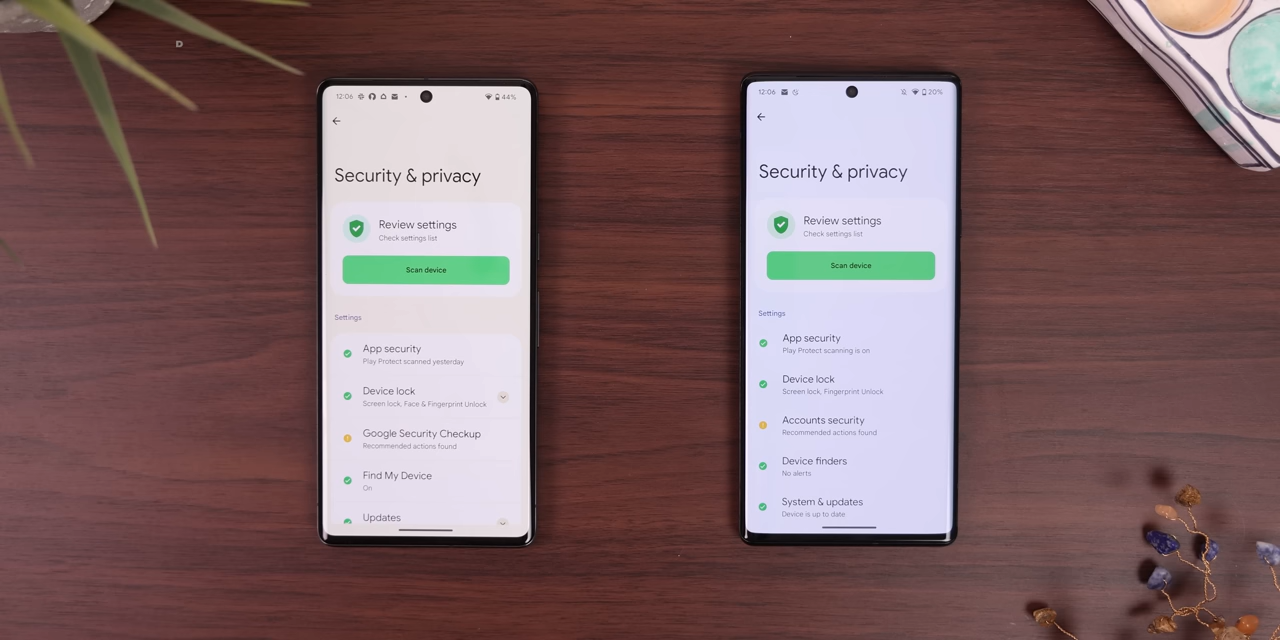 D
12:06
44%
Security & privacy
Review settings
Check settings list
Scan device
Settings
App security
Play Protect scanned yesterday
Device lock
Screen lock, Face & Fingerprint Unlock
Google Security Checkup
Recommended actions found
Find My Device
On
Updates
12:06
20%
Security & privacy
Review settings
Check settings list
Scan device
Settings
App security
Play Protect scanning is on
Device lock
Screen lock, Fingerprint Unlock
Accounts security
Recommended actions found
Device finders
No alerts
System & updates
Device is up to date